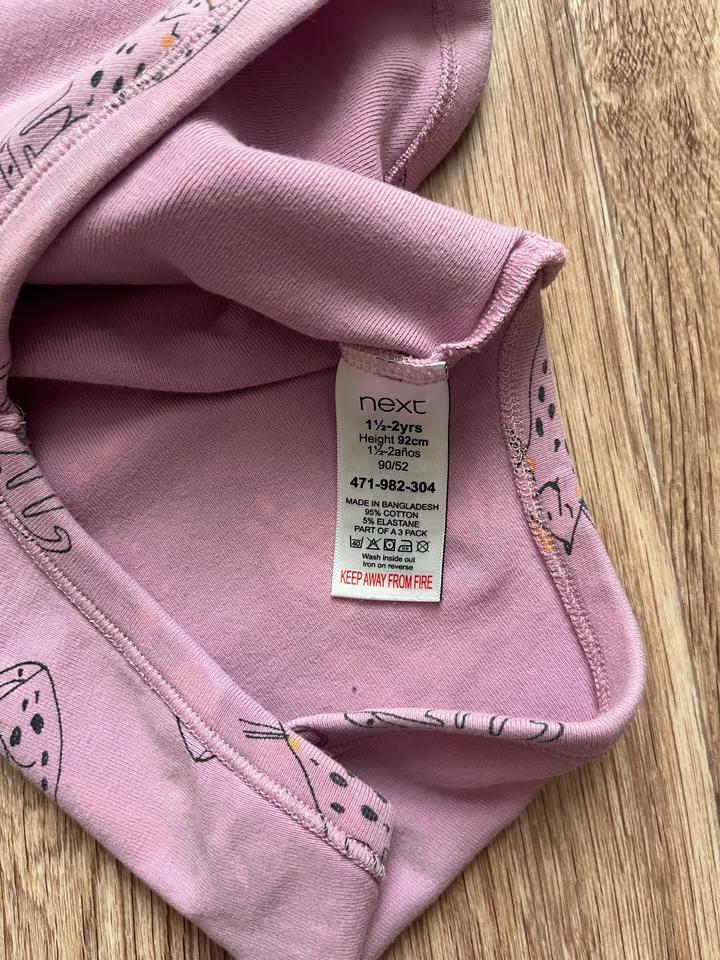 next
1½-2yrs
Height 92cm
1½-2años
90/52
471-982-304
MADE IN BANGLADESH
95% COTTON
5% ELASTANE
PART OF A 3 PACK
40
Wash inside out
Iron on reverse
KEEP AWAY FROM FIRE